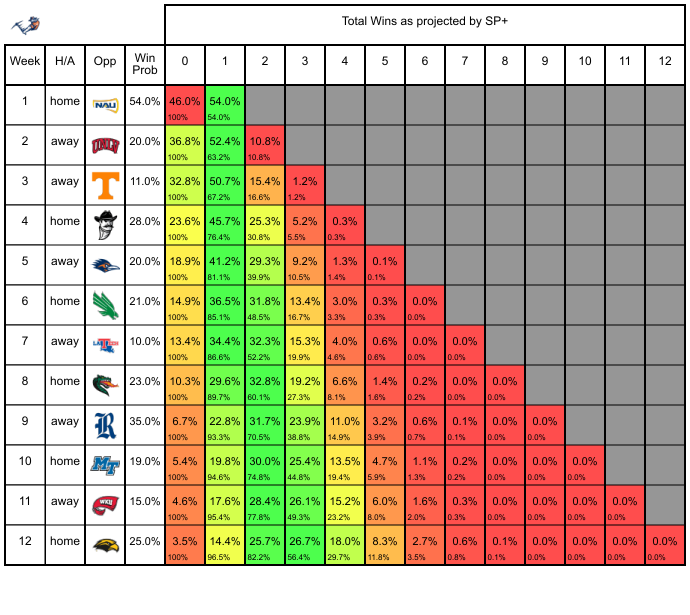 Total Wins as projected by SP+
Week H/A Opp Win Prob 0 1 2 3 4 5 6 7 8 9 10 11 12
1 home NAU 54.0% 46.0% 54.0%
100% 54.0%
2 away UNLV 20.0% 36.8% 52.4% 10.8%
100% 63.2% 10.8%
3 away T 11.0% 32.8% 50.7% 15.4% 1.2%
100% 67.2% 16.6% 1.2%
4 home 28.0% 23.6% 45.7% 25.3% 5.2% 0.3%
100% 76.4% 30.8% 5.5% 0.3%
5 away 20.0% 18.9% 41.2% 29.3% 9.2% 1.3% 0.1%
100% 81.1% 39.9% 10.5% 1.4% 0.1%
6 home 21.0% 14.9% 36.5% 31.8% 13.4% 3.0% 0.3% 0.0%
100% 85.1% 48.5% 16.7% 3.3% 0.3% 0.0%
7 away 10.0% 13.4% 34.4% 32.3% 15.3% 4.0% 0.6% 0.0% 0.0%
100% 86.6% 52.2% 19.9% 4.6% 0.6% 0.0% 0.0%
8 home 23.0% 10.3% 29.6% 32.8% 19.2% 6.6% 1.4% 0.2% 0.0% 0.0%
100% 89.7% 60.1% 27.3% 8.1% 1.6% 0.2% 0.0% 0.0%
9 away R 35.0% 6.7% 22.8% 31.7% 23.9% 11.0% 3.2% 0.6% 0.1% 0.0% 0.0%
100% 93.3% 70.5% 38.8% 14.9% 3.9% 0.7% 0.1% 0.0% 0.0%
10 home MT 19.0% 5.4% 19.8% 30.0% 25.4% 13.5% 4.7% 1.1% 0.2% 0.0% 0.0% 0.0%
100% 94.6% 74.8% 44.8% 19.4% 5.9% 1.3% 0.2% 0.0% 0.0% 0.0%
11 away WKU 15.0% 4.6% 17.6% 28.4% 26.1% 15.2% 6.0% 1.6% 0.3% 0.0% 0.0% 0.0% 0.0%
100% 95.4% 77.8% 49.3% 23.2% 8.0% 2.0% 0.3% 0.0% 0.0% 0.0% 0.0%
12 home 25.0% 3.5% 14.4% 25.7% 26.7% 18.0% 8.3% 2.7% 0.6% 0.1% 0.0% 0.0% 0.0% 0.0%
100% 96.5% 82.2% 56.4% 29.7% 11.8% 3.5% 0.8% 0.1% 0.0% 0.0% 0.0% 0.0%